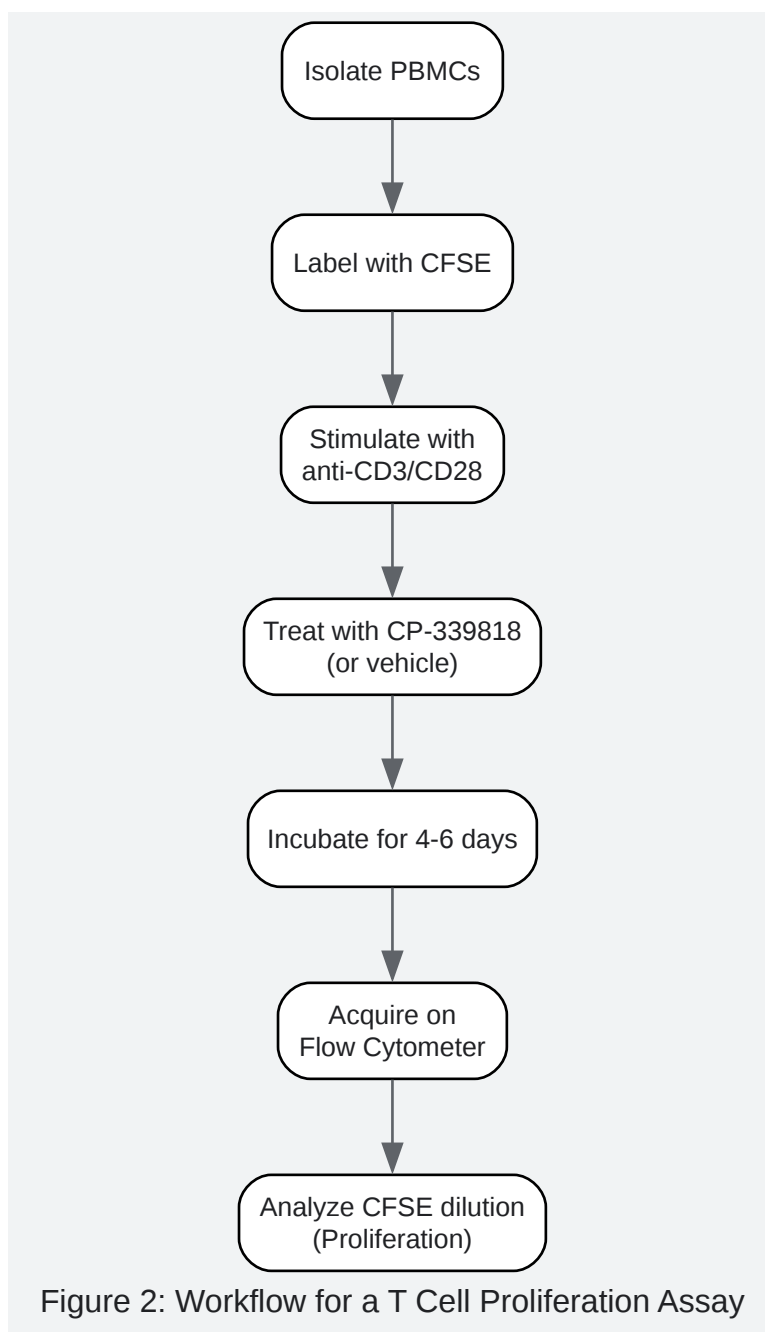 Isolate PBMCs
Label with CFSE
Stimulate with
anti-CD3/CD28
Treat with CP-339818
(or vehicle)
Incubate for 4-6 days
Acquire on
Flow Cytometer
Analyze CFSE dilution
(Proliferation)
Figure 2: Workflow for a T Cell Proliferation Assay